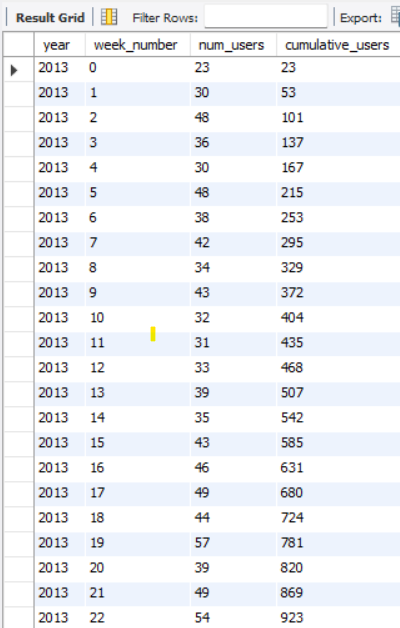 Result Grid Filter Rows: Export:
year week_number num_users cumulative_users
2013 0 23 23
2013 1 30 53
2013 2 48 101
2013 3 36 137
2013 4 30 167
2013 5 48 215
2013 6 38 253
2013 7 42 295
2013 8 34 329
2013 9 43 372
2013 10 32 404
2013 11 31 435
2013 12 33 468
2013 13 39 507
2013 14 35 542
2013 15 43 585
2013 16 46 631
2013 17 49 680
2013 18 44 724
2013 19 57 781
2013 20 39 820
2013 21 49 869
2013 22 54 923